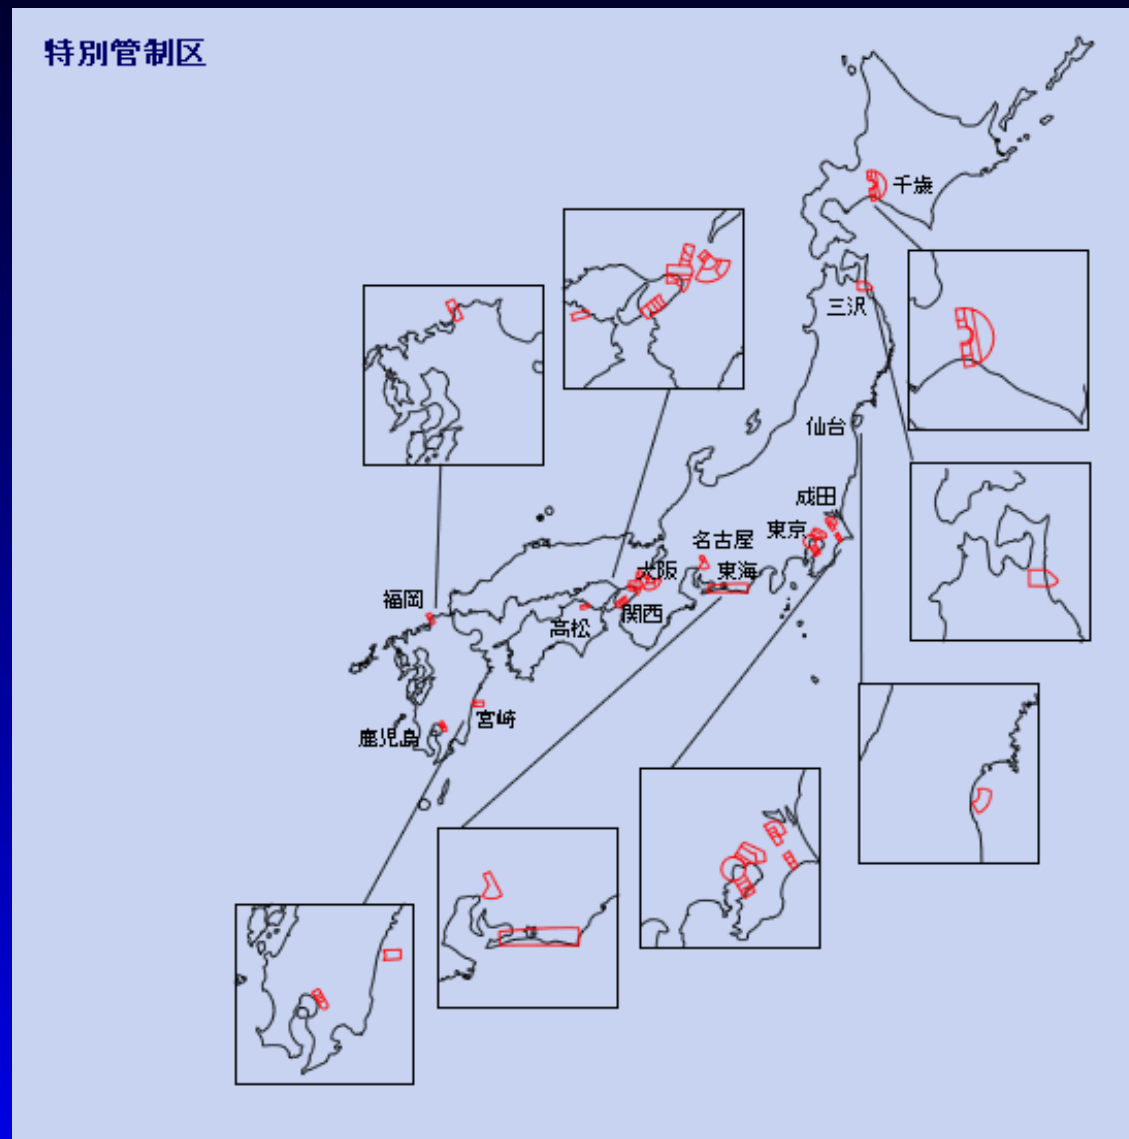 特別管制区
千歳
三沢
仙台
成田
東京
名古屋
東海
大阪
関西
高松
福岡
宮崎
鹿児島